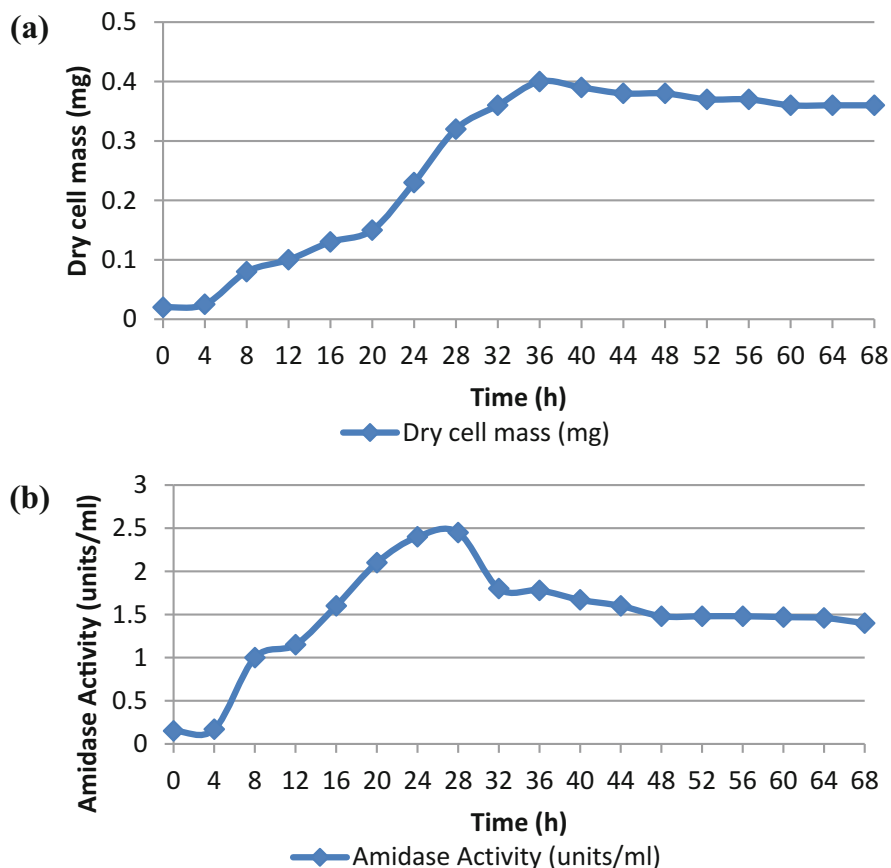 (a)
Dry cell mass (mg)
0.5
0.4
0.3
0.2
0.1
0
0 4 8 12 16 20 24 28 32 36 40 44 48 52 56 60 64 68
Time (h)
Dry cell mass (mg)
(b)
Amidase Activity (units/ml)
3
2.5
2
1.5
1
0.5
0
0 4 8 12 16 20 24 28 32 36 40 44 48 52 56 60 64 68
Time (h)
Amidase Activity (units/ml)